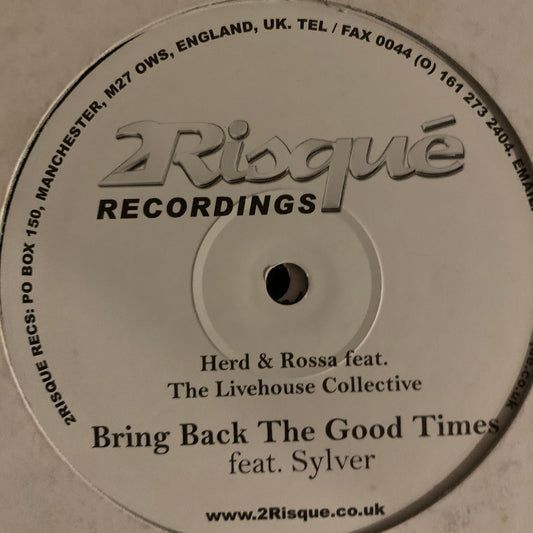 2RISQUE RECS: PO BOX 150, MANCHESTER, M27 OWS, ENGLAND, UK. TEL / FAX 0044 (O) 161 273 2404. EMAIL
2Risqué
RECORDINGS
Herd & Rossa feat.
The Livehouse Collective
Bring Back The Good Times
feat. Sylver
www.2Risque.co.uk